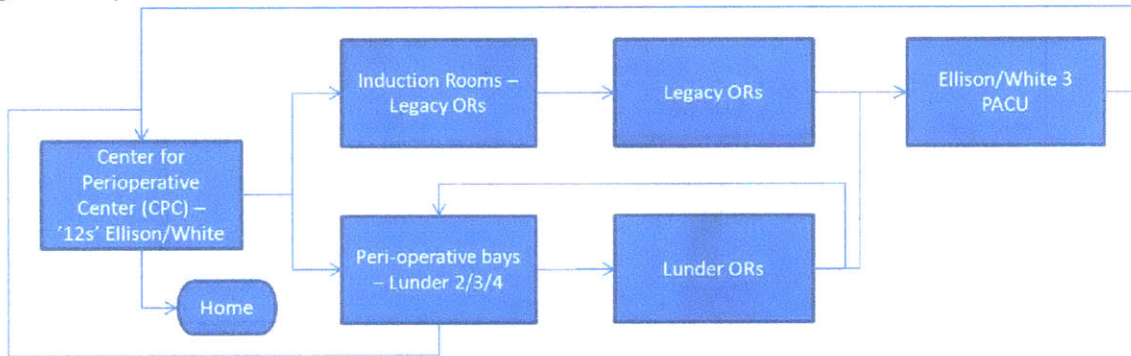 Induction Rooms –
Legacy ORs
Legacy ORs
Ellison/White 3
PACU
Center for
Perioperative
Center (CPC) –
'12s' Ellison/White
Peri-operative bays
– Lunder 2/3/4
Lunder ORs
Home